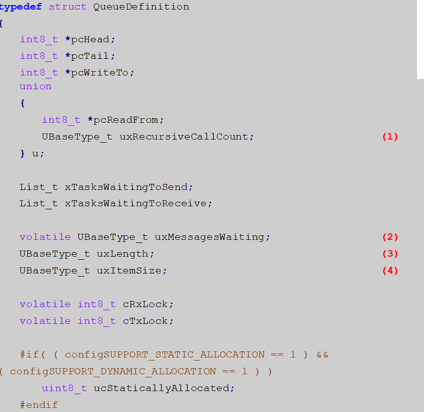 typedef struct QueueDefinition
{
int8_t *pcHead;
int8_t *pcTail;
int8_t *pcWriteTo;
union
{
int8_t *pcReadFrom;
UBaseType_t uxRecursiveCallCount; (1)
} u;
List_t xTasksWaitingToSend;
List_t xTasksWaitingToReceive;
volatile UBaseType_t uxMessagesWaiting; (2)
UBaseType_t uxLength; (3)
UBaseType_t uxItemSize; (4)
volatile int8_t cRxLock;
volatile int8_t cTxLock;
#if( ( configSUPPORT_STATIC_ALLOCATION == 1 ) &&
( configSUPPORT_DYNAMIC_ALLOCATION == 1 ) )
uint8_t ucStaticallyAllocated;
#endif